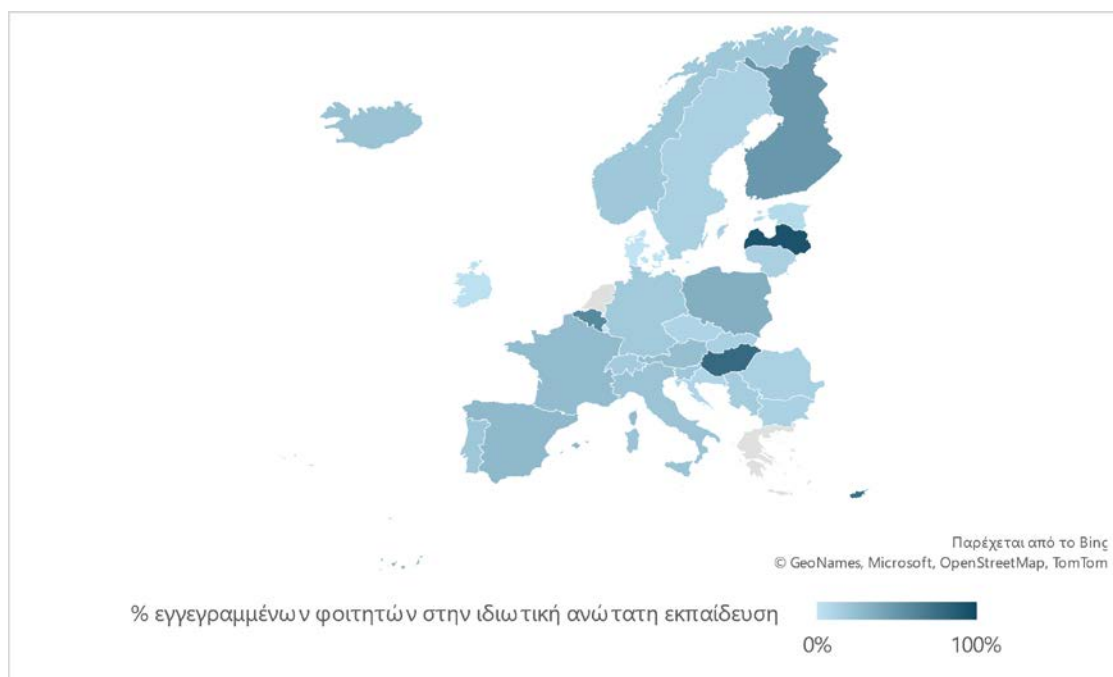 Παρέχεται από το Bing
© GeoNames, Microsoft, OpenStreetMap, TomTom
% εγγεγραμμένων φοιτητών στην ιδιωτική ανώτατη εκπαίδευση
0% 100%